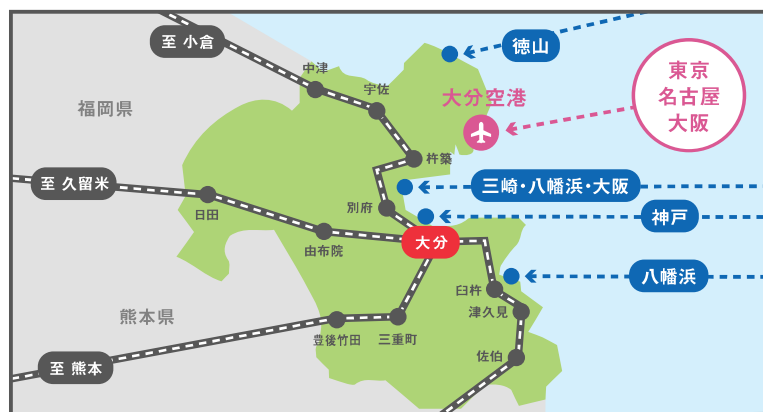 至 小倉
徳山
中津
宇佐
大分空港
東京
名古屋
大阪
福岡県
杵築
至 久留米
三崎・八幡浜・大阪
日田
別府
神戸
由布院
大分
八幡浜
臼杵
津久見
熊本県
豊後竹田
三重町
佐伯
至 熊本